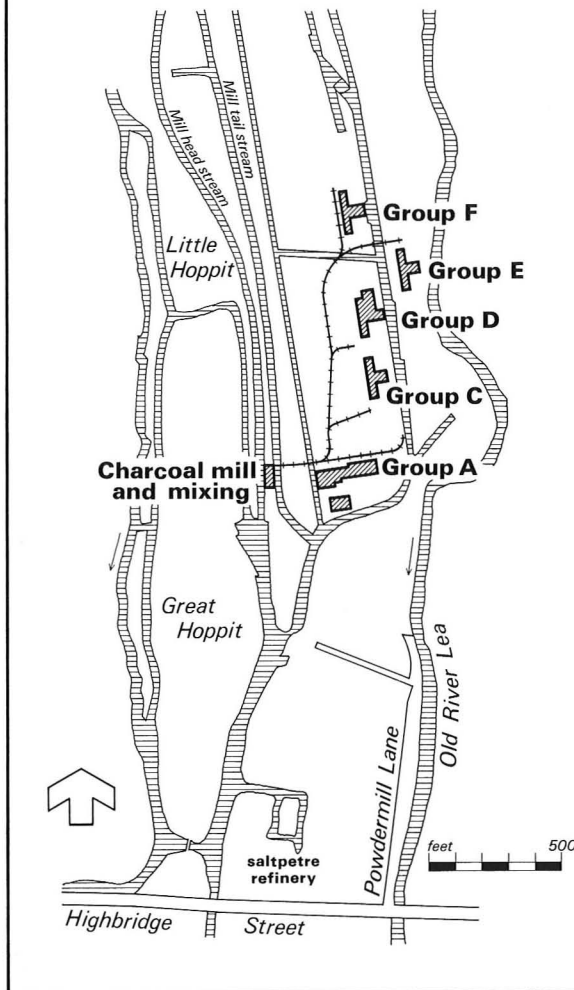 Mill tail stream
Mill head stream
Group F
Little
Hoppit
Group E
Group D
Group C
Charcoal mill
and mixing
Group A
Great
Hoppit
Old River Lea
Powdermill Lane
feet 500
saltpetre
refinery
Highbridge Street